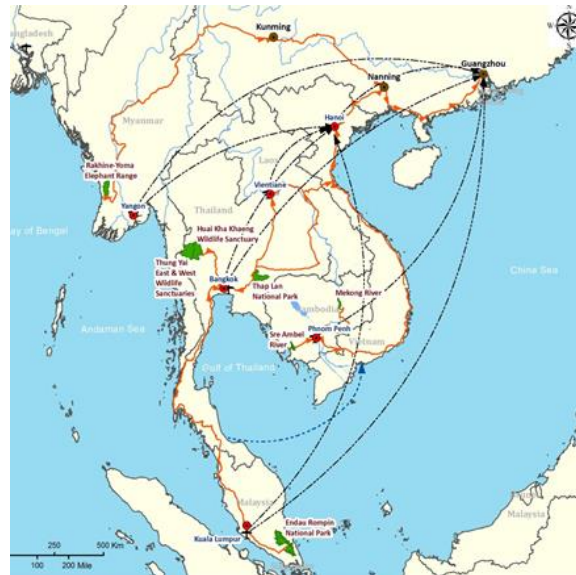 Bangladesh
Kunming
Guangzhou
Nanning
Myanmar
Hanoi
Laos
Rakhine-Yoma
Elephant Range
Yangon
Vientiane
Thailand
Huai Kha Khaeng
Wildlife Sanctuary
ay of Bengal
Thung Yai
East & West
Wildlife
Sanctuaries
Bangkok
Thap Lan
National Park
China Sea
Mekong River
Cambodia
Andaman Sea
Sre Ambel
River
Phnom Penh
Vietnam
Gulf of Thailand
Malaysia
Endau Rompin
National Park
Kuala Lumpur
Malaysia
100
500 Km
100
200 Mile